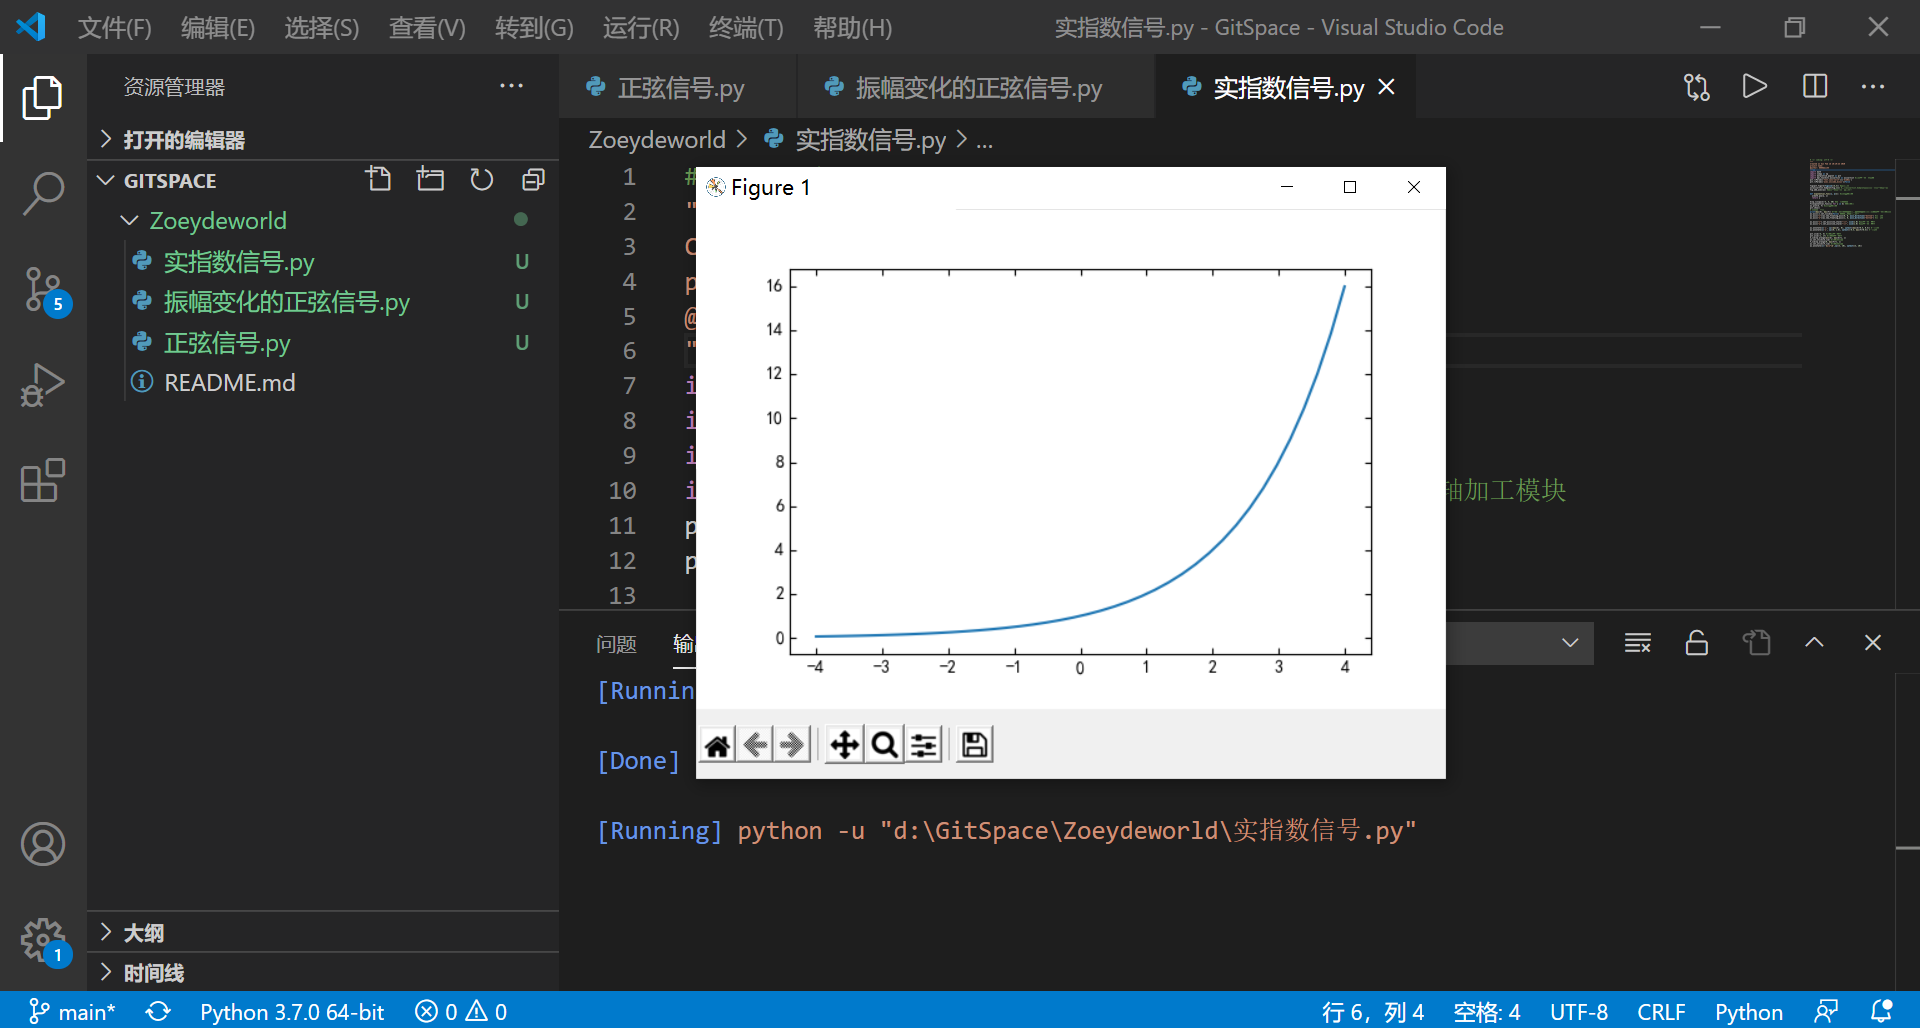 文件(F) 编辑(E) 选择(S) 查看(V) 转到(G) 运行(R) 终端(T) 帮助(H) 实指数信号.py - GitSpace - Visual Studio Code
资源管理器
打开的编辑器
GITSPACE
Zoeydeworld
实指数信号.py U
振幅变化的正弦信号.py U
正弦信号.py U
README.md
大纲
时间线
5
1
正弦信号.py 振幅变化的正弦信号.py 实指数信号.py
Zoeydeworld > 实指数信号.py > ...
1 #
2 "
3
4 p
5 @
6 "
7 i
8 i
9 i
10 i 轴加工模块
11 p
12 p
13
Figure 1
16
14
12
10
8
6
4
2
0
−4 −3 −2 −1 0 1 2 3 4
问题 输
[Runnin
[Done]
[Running] python -u "d:\GitSpace\Zoeydeworld\实指数信号.py"
main* Python 3.7.0 64-bit 0 0 行 6，列 4 空格: 4 UTF-8 CRLF Python